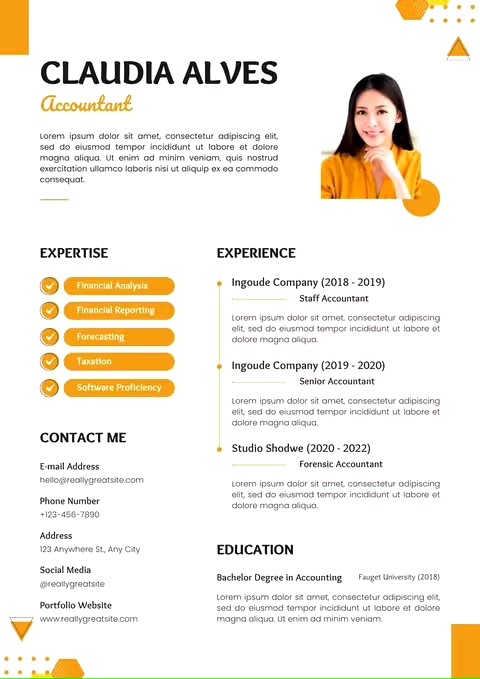 CLAUDIA ALVES
Accountant
Lorem ipsum dolor sit amet, consectetur adipiscing elit,
sed do eiusmod tempor incididunt ut labore et dolore
magna aliqua. Ut enim ad minim veniam, quis nostrud
exercitation ullamco laboris nisi ut aliquip ex ea commodo
consequat.
EXPERTISE
Financial Analysis
Financial Reporting
Forecasting
Taxation
Software Proficiency
CONTACT ME
E-mail Address
hello@reallygreatsite.com
Phone Number
+123-456-7890
Address
123 Anywhere St., Any City
Social Media
@reallygreatsite
Portfolio Website
www.reallygreatsite.com
EXPERIENCE
Ingoude Company (2018 - 2019)
Staff Accountant
Lorem ipsum dolor sit amet, consectetur adipiscing
elit, sed do eiusmod tempor incididunt ut labore et
dolore magna aliqua.
Ingoude Company (2019 - 2020)
Senior Accountant
Lorem ipsum dolor sit amet, consectetur adipiscing
elit, sed do eiusmod tempor incididunt ut labore et
dolore magna aliqua.
Studio Shodwe (2020 - 2022)
Forensic Accountant
Lorem ipsum dolor sit amet, consectetur adipiscing
elit, sed do eiusmod tempor incididunt ut labore et
dolore magna aliqua.
EDUCATION
Bachelor Degree in Accounting Fauget University (2018)
Lorem ipsum dolor sit amet, consectetur adipiscing elit,
sed do eiusmod tempor incididunt ut labore et dolore
magna aliqua. Ut enim ad minim veniam, quis nostrud